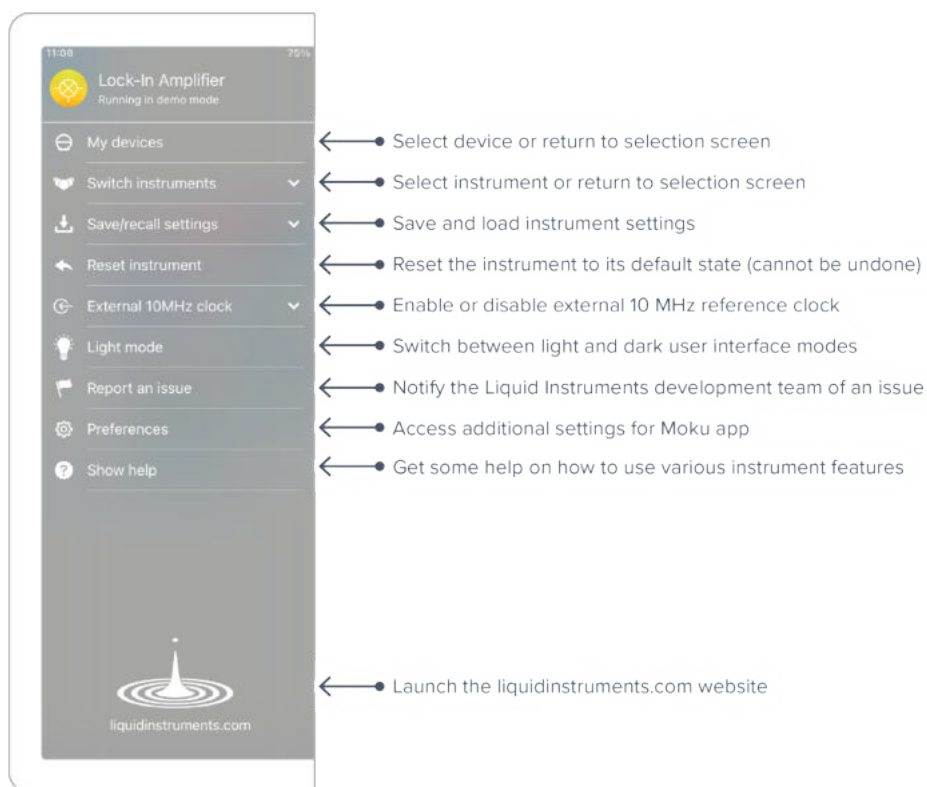 11:00 75%
Lock-In Amplifier
Running in demo mode
My devices
Select device or return to selection screen
Switch instruments
Select instrument or return to selection screen
Save/recall settings
Save and load instrument settings
Reset instrument
Reset the instrument to its default state (cannot be undone)
External 10MHz clock
Enable or disable external 10 MHz reference clock
Light mode
Switch between light and dark user interface modes
Report an issue
Notify the Liquid Instruments development team of an issue
Preferences
Access additional settings for Moku app
? Show help
Get some help on how to use various instrument features
Launch the liquidinstruments.com website
liquidinstruments.com